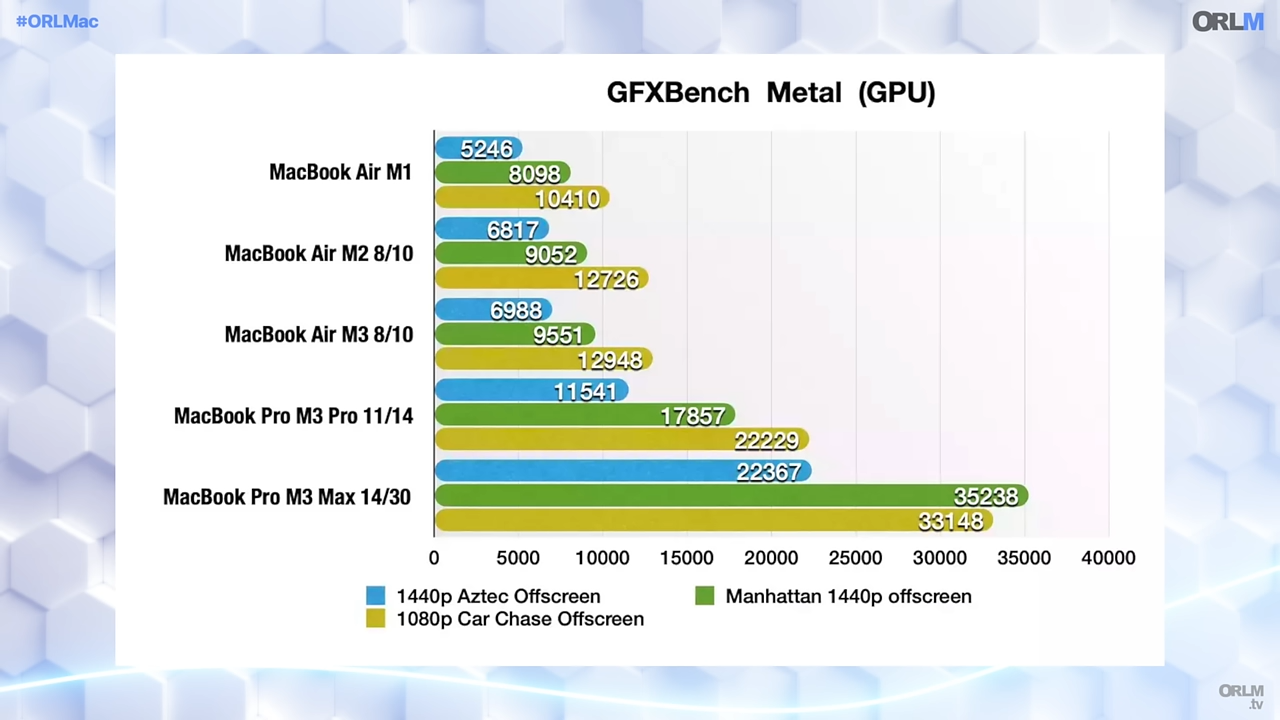 #ORLMac
ORLM
GFXBench Metal (GPU)
MacBook Air M1
5246
8098
10410
MacBook Air M2 8/10
6817
9052
12726
MacBook Air M3 8/10
6988
9551
12948
MacBook Pro M3 Pro 11/14
11541
17857
22229
MacBook Pro M3 Max 14/30
22367
35238
33148
0 5000 10000 15000 20000 25000 30000 35000 40000
1440p Aztec Offscreen
Manhattan 1440p offscreen
1080p Car Chase Offscreen
ORLM
.tv